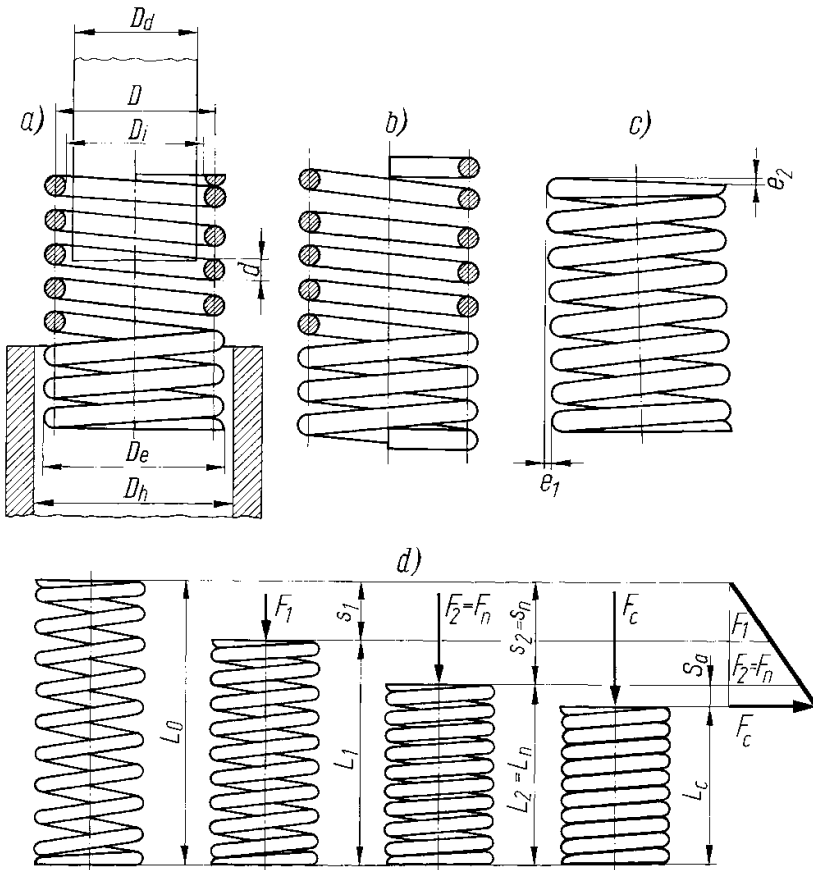 D_d
D
a)
D_i
b)
c)
e_2
d
D_e
D_h
e_1
d)
F_1
s_1
F_2=F_n
s_2=s_n
F_c
F_1
F_2=F_n
s_a
F_c
L_0
L_1
L_2=L_n
L_c